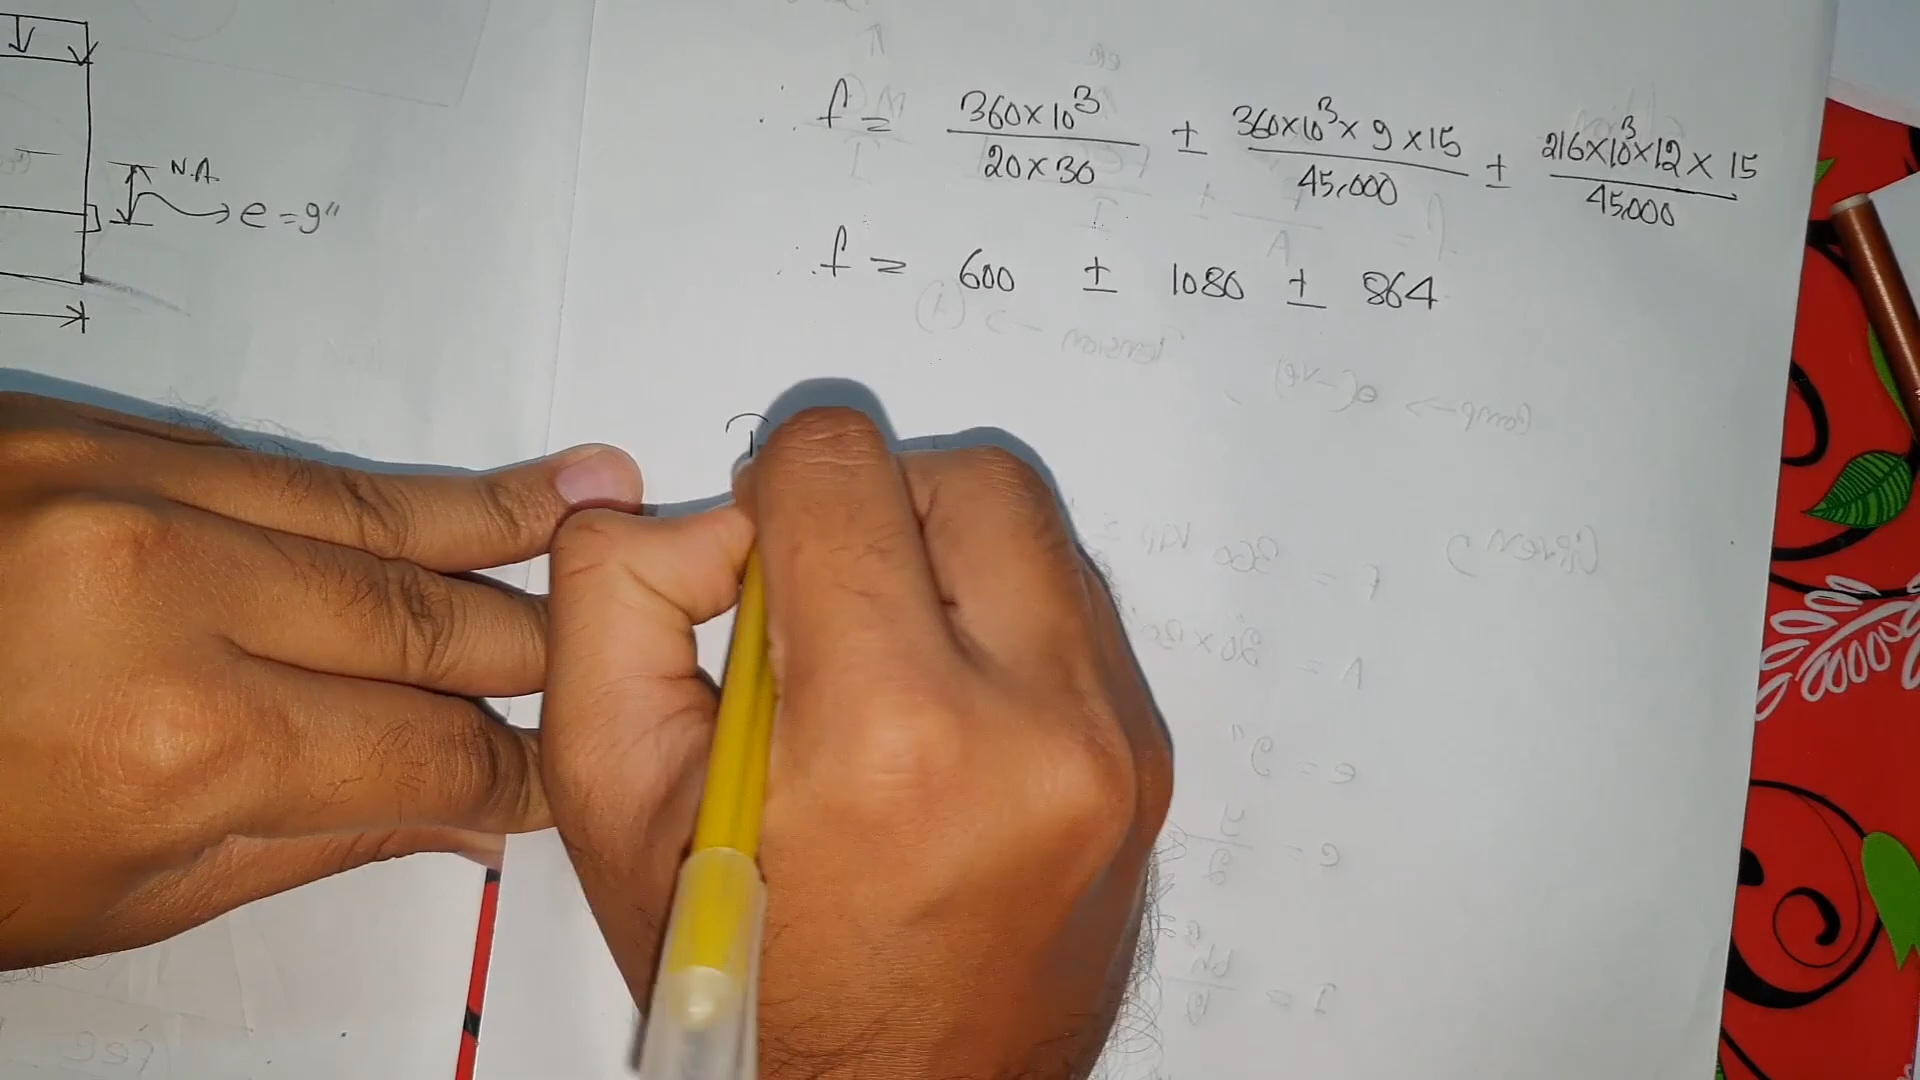 N.A
e = 9"
∴ f = 360×10³ / 20×30 ± 360×10³ × 9 × 15 / 45,000 ± 216×10³×12 × 15 / 45,000
∴ f = 600 ± 1080 ± 864